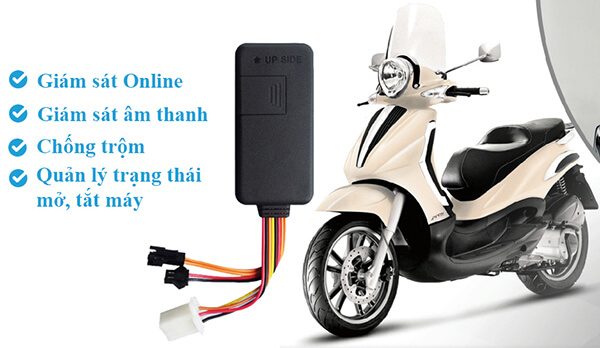 Giám sát Online
Giám sát âm thanh
Chống trộm
Quản lý trạng thái
mở, tắt máy
★ UP SIDE